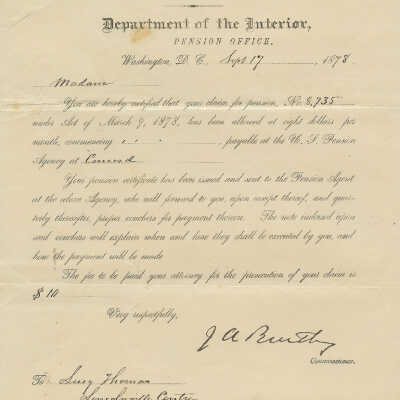 Department of the Interior,
PENSION OFFICE,
Washington, D. C., Sept 17, 1878.
Madam
You are hereby notified that your claim for pension, No. 8,735
under Act of March 9, 1878, has been allowed at eight dollars per
month, commencing " " " , payable at the U. S. Pension
Agency at Concord
Your pension certificate has been issued and sent to the Pension Agent
at the above Agency, who will forward to you, upon receipt thereof, and quar-
terly thereafter, proper vouchers for payment thereon. The note indorsed upon
said vouchers will explain when and how they shall be executed by you, and
how the payment will be made
The fee to be paid your attorney for the prosecution of your claim is
$ 10
Very respectfully,
J A Bentley
Commissioner.
To Lucy Thomas
Lincolnville Centre